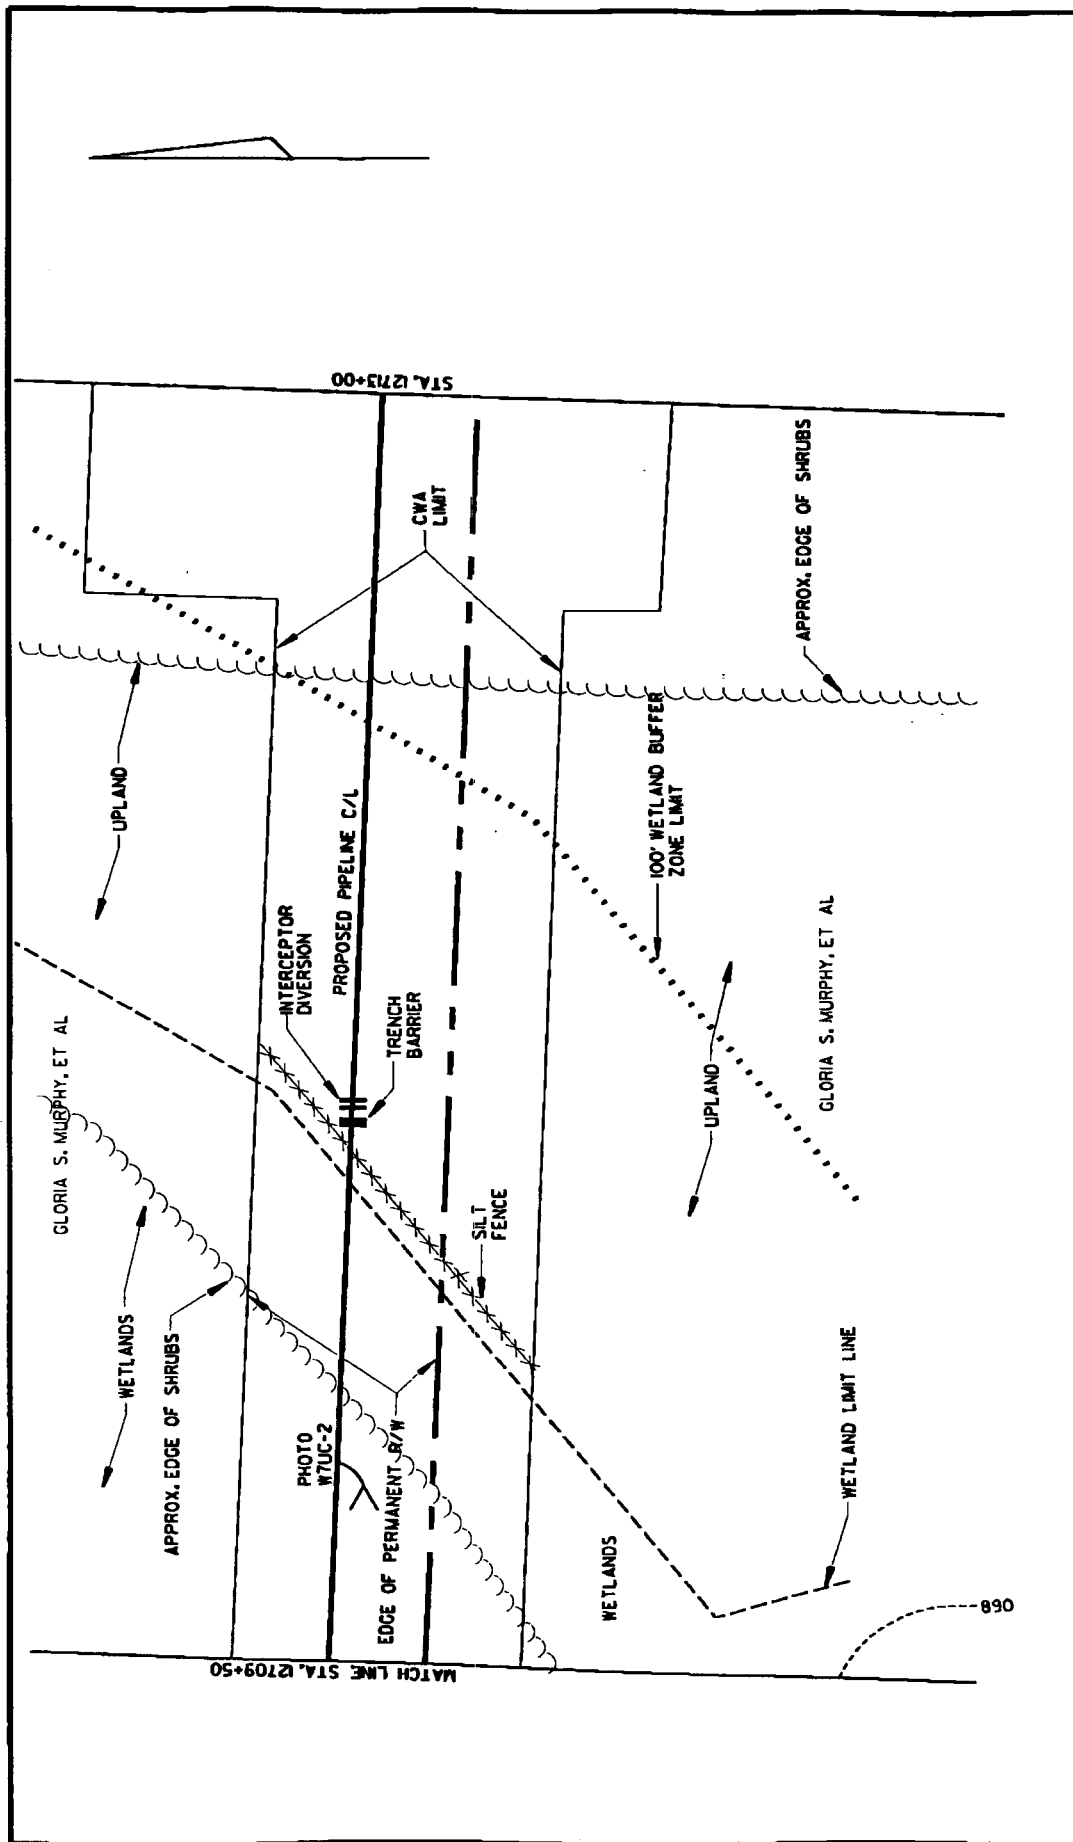 STA. 12713+00
CWA
LIMIT
APPROX. EDGE OF SHRUBS
UPLAND
PROPOSED PIPELINE C/L
100' WETLAND BUFFER
ZONE LIMIT
INTERCEPTOR
DIVERSION
TRENCH
BARRIER
GLORIA S. MURPHY, ET AL
GLORIA S. MURPHY, ET AL
UPLAND
SILT
FENCE
WETLANDS
APPROX. EDGE OF SHRUBS
PHOTO
W7UC-2
EDGE OF PERMANENT R/W
WETLANDS
WETLAND LIMIT LINE
890
MATCH LINE STA. 12709+50